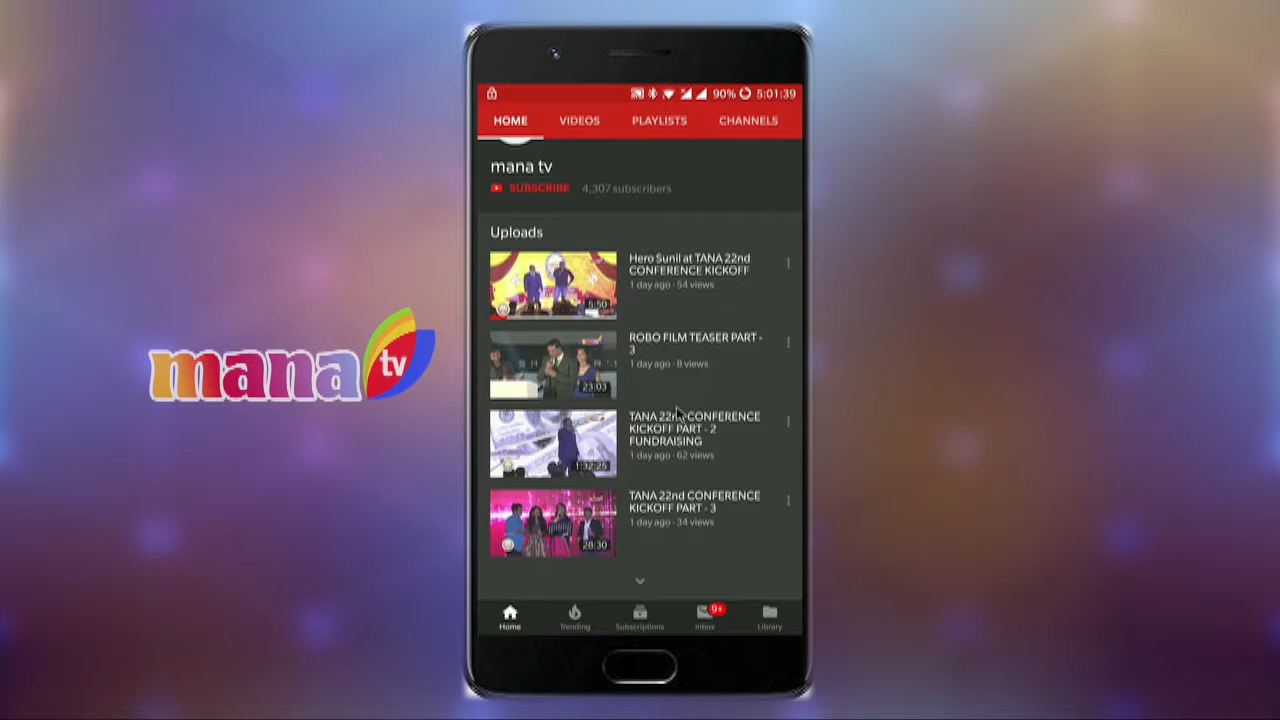 90% 5:01:39
HOME VIDEOS PLAYLISTS CHANNELS
mana tv
SUBSCRIBE 4,307 subscribers
Uploads
Hero Sunil at TANA 22nd
CONFERENCE KICKOFF
1 day ago · 54 views
5:50
ROBO FILM TEASER PART -
3
1 day ago · 8 views
23:03
TANA 22nd CONFERENCE
KICKOFF PART - 2
FUNDRAISING
1 day ago · 62 views
1:32:25
TANA 22nd CONFERENCE
KICKOFF PART - 3
1 day ago · 34 views
28:30
Home Trending Subscriptions Inbox Library
9+
mana tv